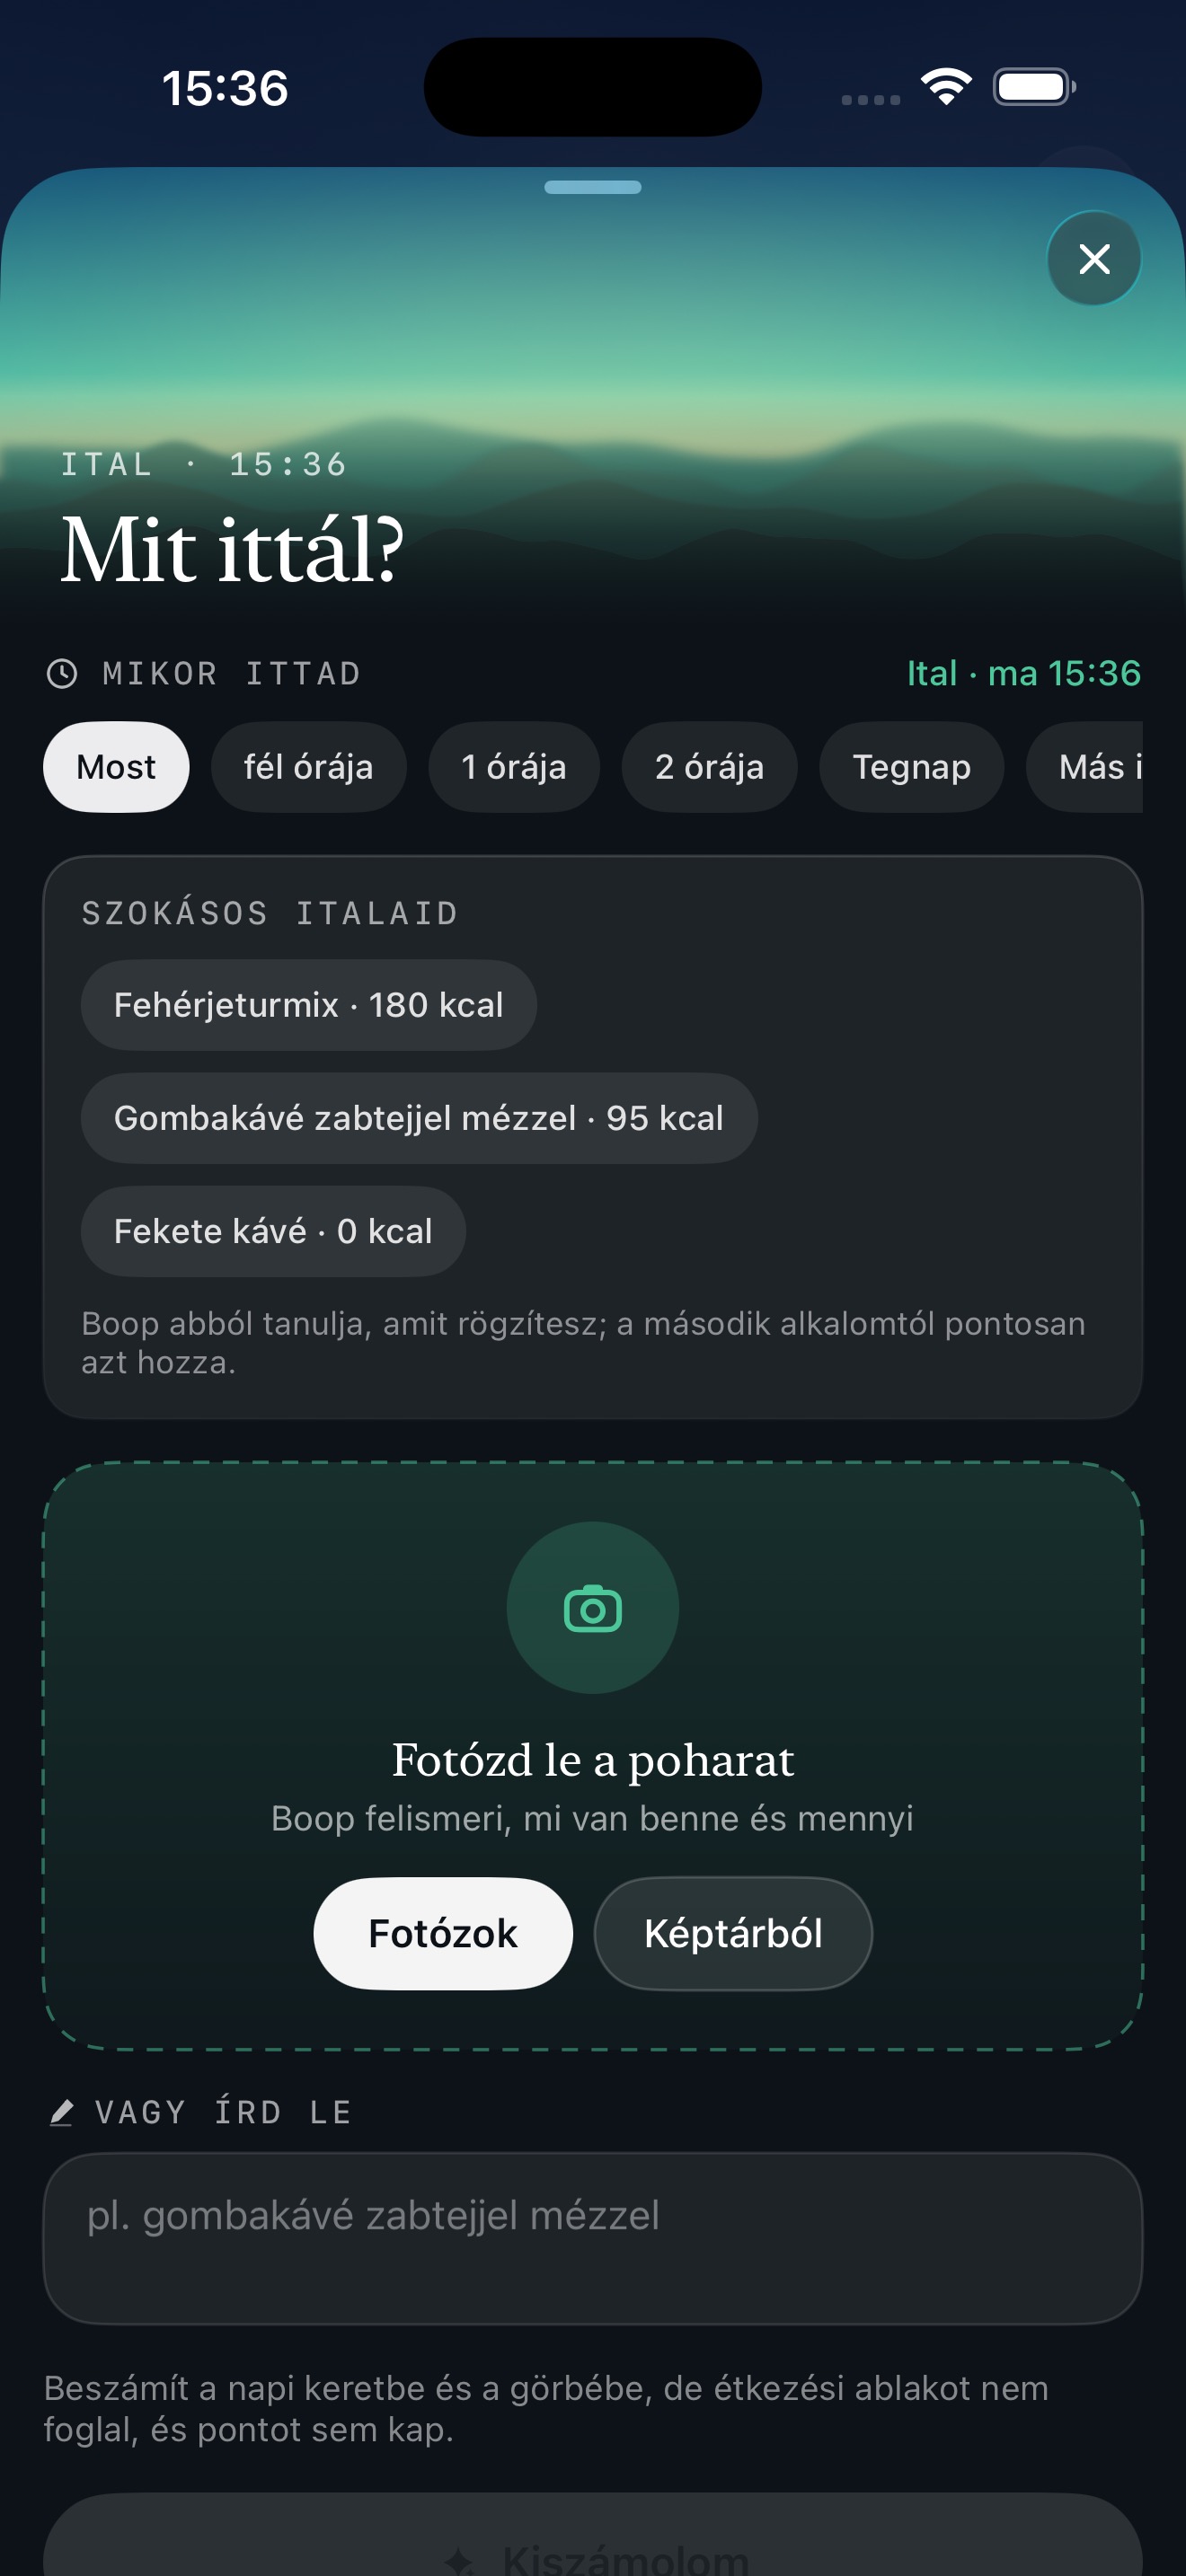 15:36
ITAL · 15:36
Mit ittál?
MIKOR ITTAD
Ital · ma 15:36
Most
fél órája
1 órája
2 órája
Tegnap
Más i
SZOKÁSOS ITALAID
Fehérjeturmix · 180 kcal
Gombakávé zabtejjel mézzel · 95 kcal
Fekete kávé · 0 kcal
Boop abból tanulja, amit rögzítesz; a második alkalomtól pontosan
azt hozza.
Fotózd le a poharat
Boop felismeri, mi van benne és mennyi
Fotózok
Képtárból
VAGY ÍRD LE
pl. gombakávé zabtejjel mézzel
Beszámít a napi keretbe és a görbébe, de étkezési ablakot nem
foglal, és pontot sem kap.
Kiszámolom